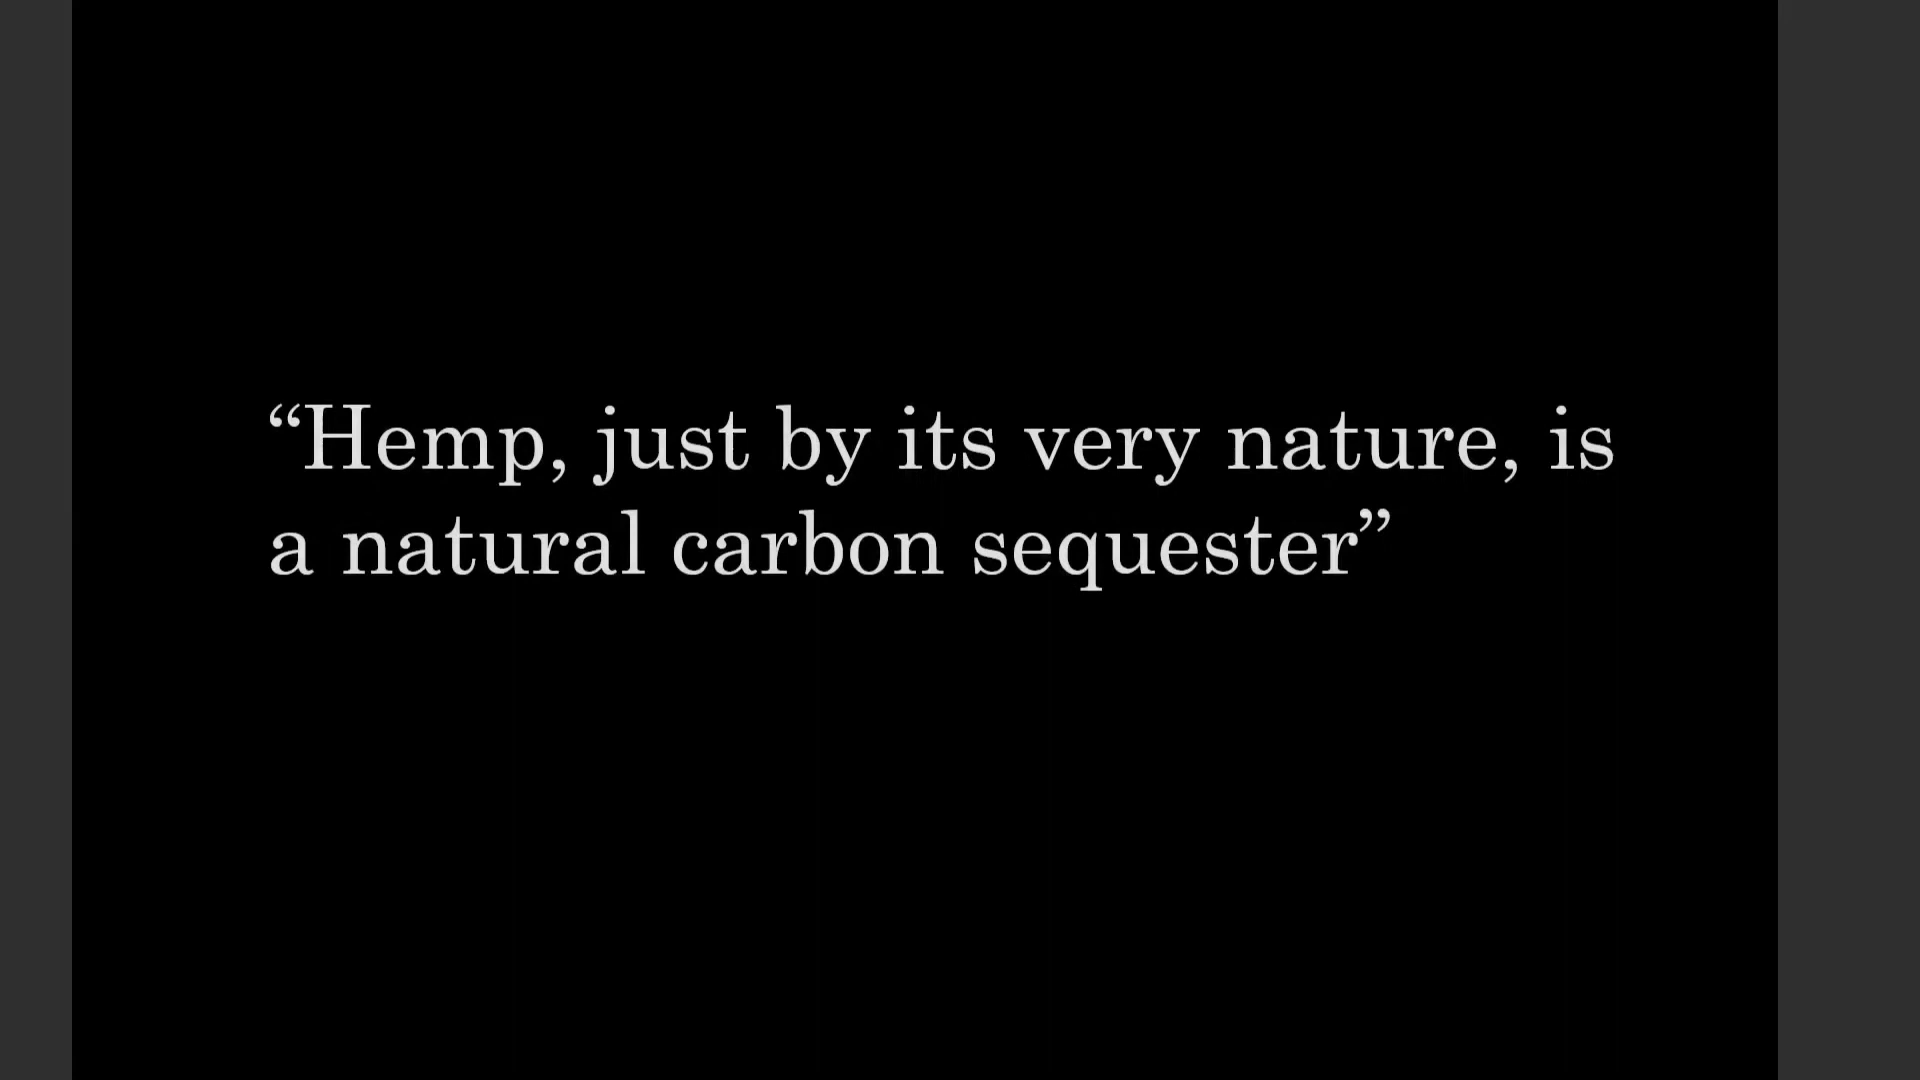 “Hemp, just by its very nature, is
a natural carbon sequester”